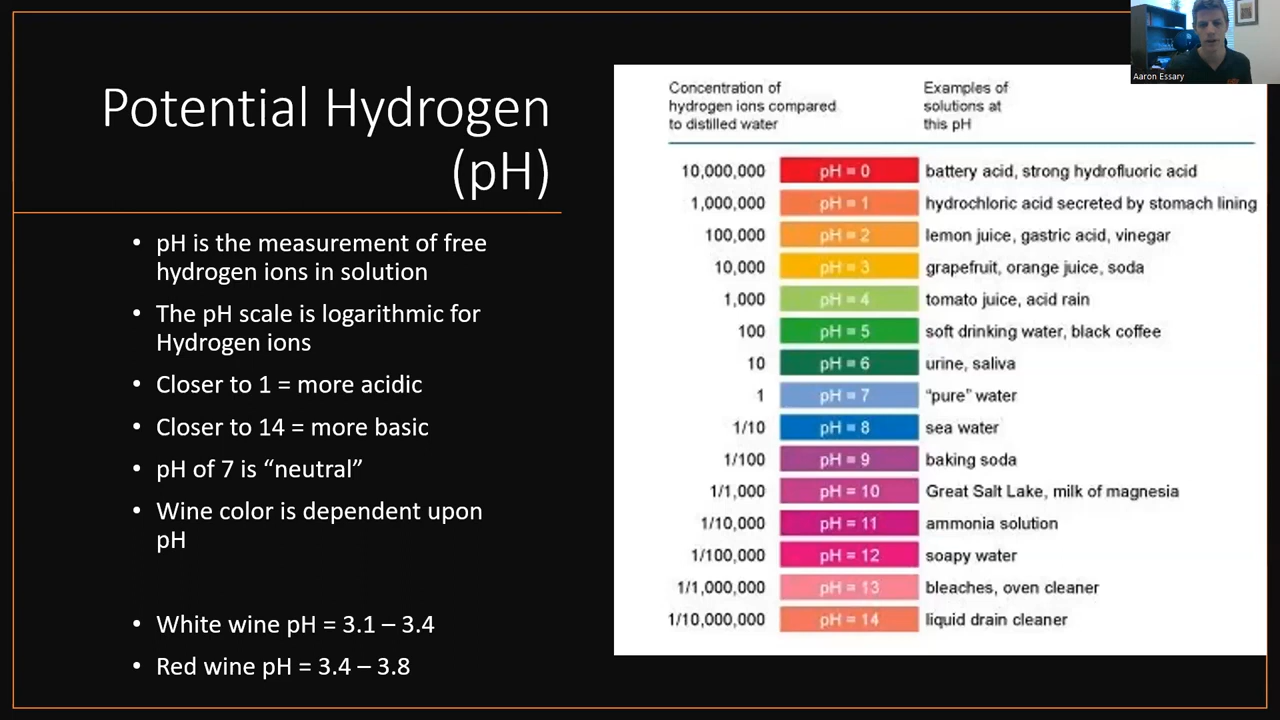 Potential Hydrogen
(pH)
• pH is the measurement of free
hydrogen ions in solution
• The pH scale is logarithmic for
Hydrogen ions
• Closer to 1 = more acidic
• Closer to 14 = more basic
• pH of 7 is “neutral”
• Wine color is dependent upon
pH
• White wine pH = 3.1 – 3.4
• Red wine pH = 3.4 – 3.8
Concentration of
hydrogen ions compared
to distilled water
Examples of
solutions at
this pH
10,000,000 pH = 0 battery acid, strong hydrofluoric acid
1,000,000 pH = 1 hydrochloric acid secreted by stomach lining
100,000 pH = 2 lemon juice, gastric acid, vinegar
10,000 pH = 3 grapefruit, orange juice, soda
1,000 pH = 4 tomato juice, acid rain
100 pH = 5 soft drinking water, black coffee
10 pH = 6 urine, saliva
1 pH = 7 “pure” water
1/10 pH = 8 sea water
1/100 pH = 9 baking soda
1/1,000 pH = 10 Great Salt Lake, milk of magnesia
1/10,000 pH = 11 ammonia solution
1/100,000 pH = 12 soapy water
1/1,000,000 pH = 13 bleaches, oven cleaner
1/10,000,000 pH = 14 liquid drain cleaner
Aaron Essary